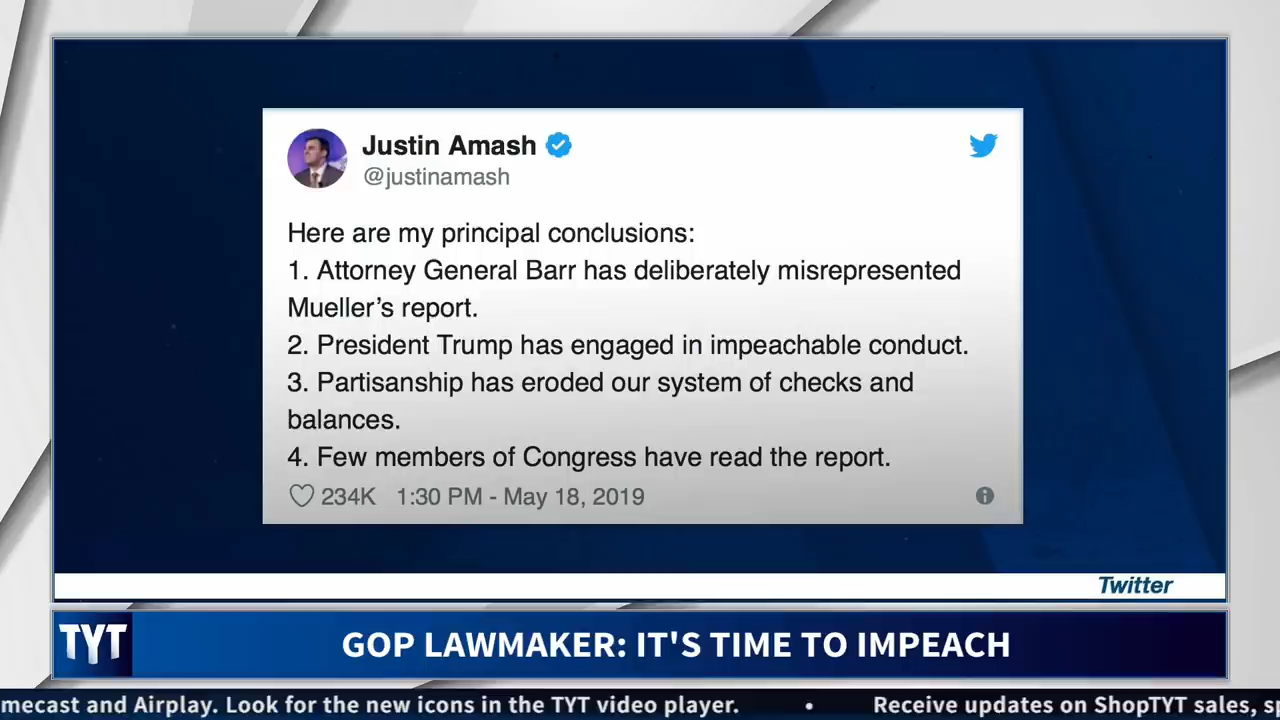 Justin Amash
@justinamash
Here are my principal conclusions:
1. Attorney General Barr has deliberately misrepresented
Mueller’s report.
2. President Trump has engaged in impeachable conduct.
3. Partisanship has eroded our system of checks and
balances.
4. Few members of Congress have read the report.
234K 1:30 PM - May 18, 2019
Twitter
TYT GOP LAWMAKER: IT'S TIME TO IMPEACH
mecast and Airplay. Look for the new icons in the TYT video player. • Receive updates on ShopTYT sales, sp